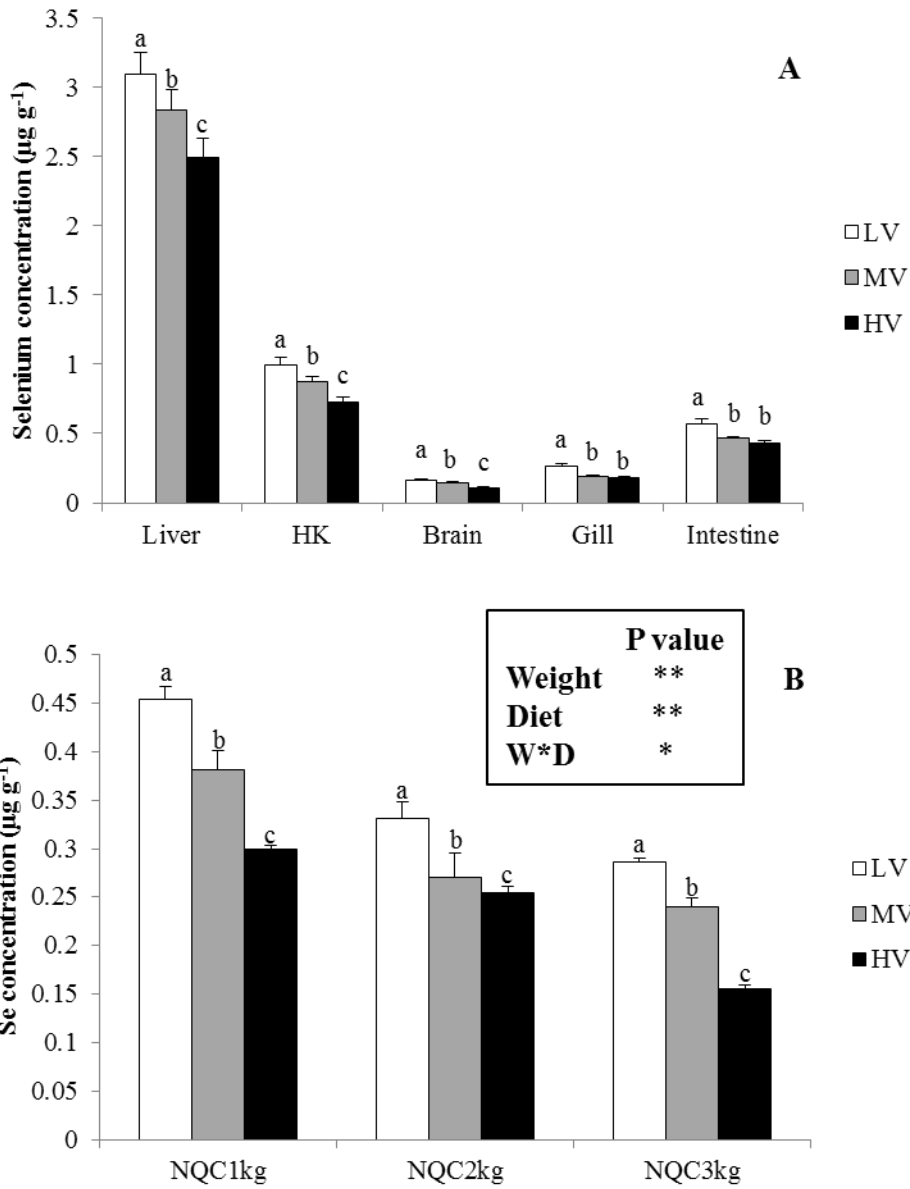 3.5
3
2.5
2
1.5
1
0.5
0
Selenium concentration (µg g-1)
A
a
b
c
a
b
c
a
b
c
a
b
b
a
b
b
Liver
HK
Brain
Gill
Intestine
LV
MV
HV
P value
Weight **
Diet **
W*D *
B
0.5
0.45
0.4
0.35
0.3
0.25
0.2
0.15
0.1
0.05
0
Se concentration (µg g-1)
a
b
c
a
b
c
a
b
c
NQC1kg
NQC2kg
NQC3kg
LV
MV
HV